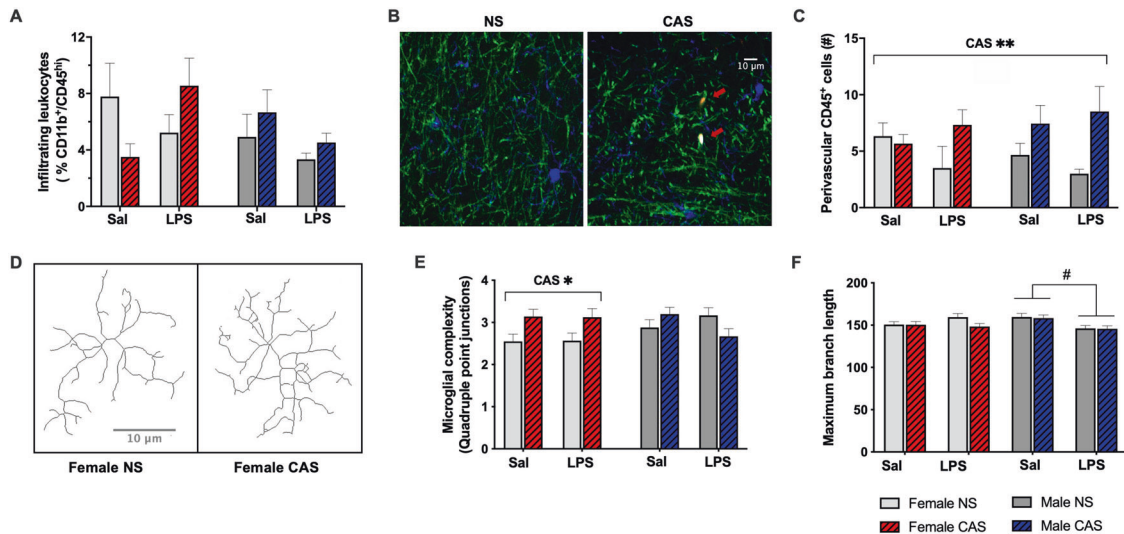 A
Infiltrating leukocytes
( % CD11b⁺/CD45ʰⁱ)
12
8
4
0
Sal
LPS
Sal
LPS
B
NS
CAS
10 µm
C
Perivascular CD45⁺ cells (#)
15
10
5
0
CAS **
Sal
LPS
Sal
LPS
D
10 µm
Female NS
Female CAS
E
Microglial complexity
(Quadruple point junctions)
4
3
2
1
0
CAS *
Sal
LPS
Sal
LPS
F
Maximum branch length
200
150
100
50
0
#
Sal
LPS
Sal
LPS
Female NS
Male NS
Female CAS
Male CAS